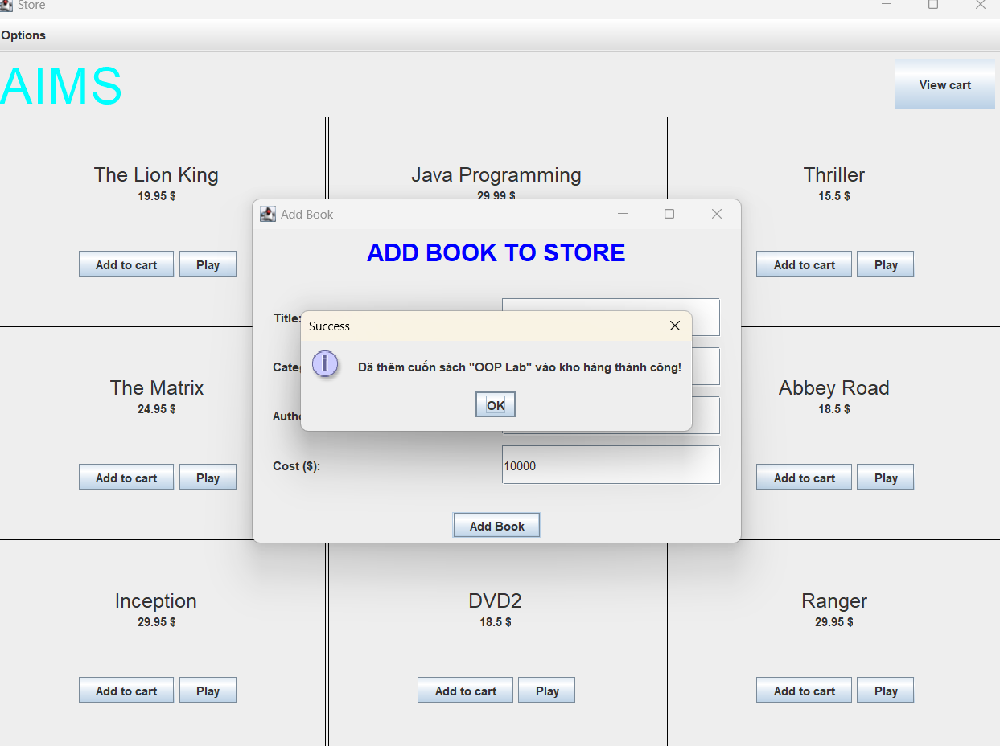 Store
Options
AIMS
View cart
The Lion King
19.95 $
Add to cart
Play
Java Programming
29.99 $
Thriller
15.5 $
Add to cart
Play
Add Book
ADD BOOK TO STORE
Title:
Cate
Autho
Cost ($):
10000
Add Book
Success
Đã thêm cuốn sách "OOP Lab" vào kho hàng thành công!
OK
The Matrix
24.95 $
Add to cart
Play
Abbey Road
18.5 $
Add to cart
Play
Inception
29.95 $
Add to cart
Play
DVD2
18.5 $
Add to cart
Play
Ranger
29.95 $
Add to cart
Play